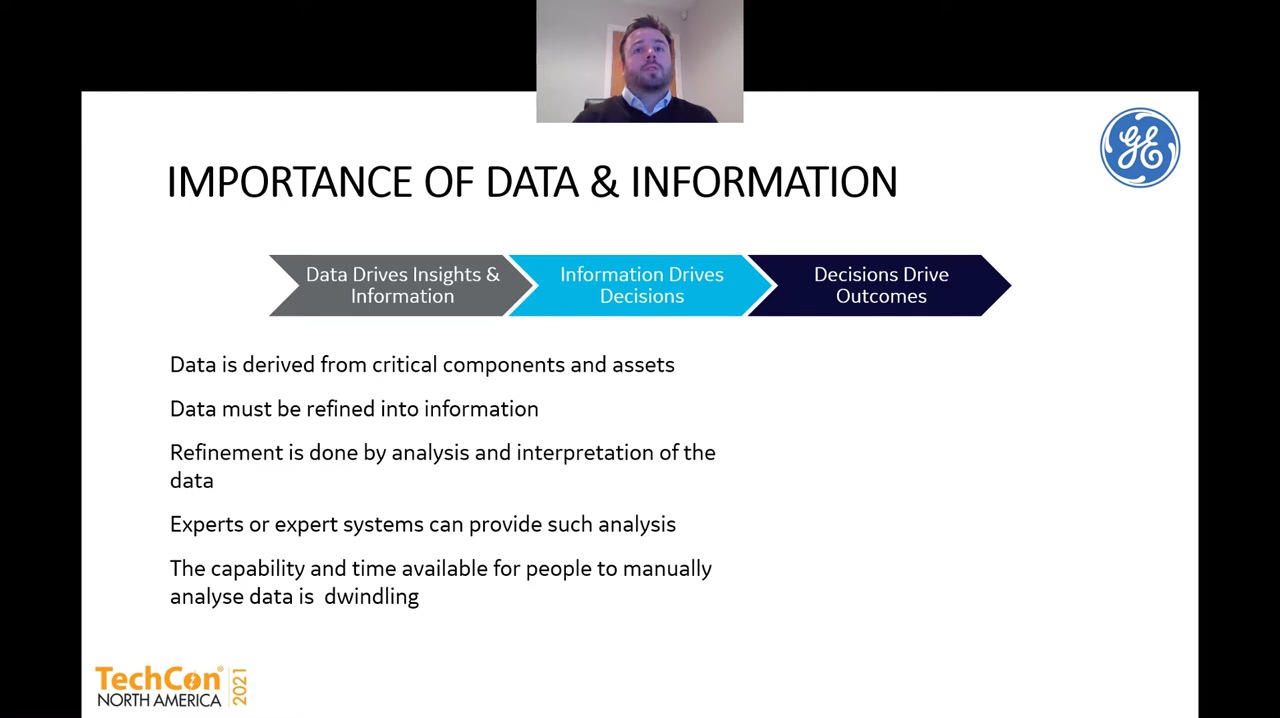 GE
IMPORTANCE OF DATA & INFORMATION
Data Drives Insights &
Information
Information Drives
Decisions
Decisions Drive
Outcomes
Data is derived from critical components and assets
Data must be refined into information
Refinement is done by analysis and interpretation of the
data
Experts or expert systems can provide such analysis
The capability and time available for people to manually
analyse data is  dwindling
TechCon®
NORTH AMERICA
2021